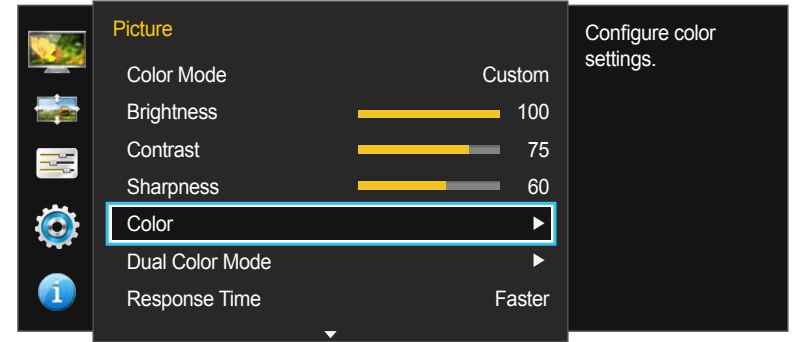 Picture
Color Mode Custom
Brightness 100
Contrast 75
Sharpness 60
Color
Dual Color Mode
Response Time Faster
Configure color
settings.